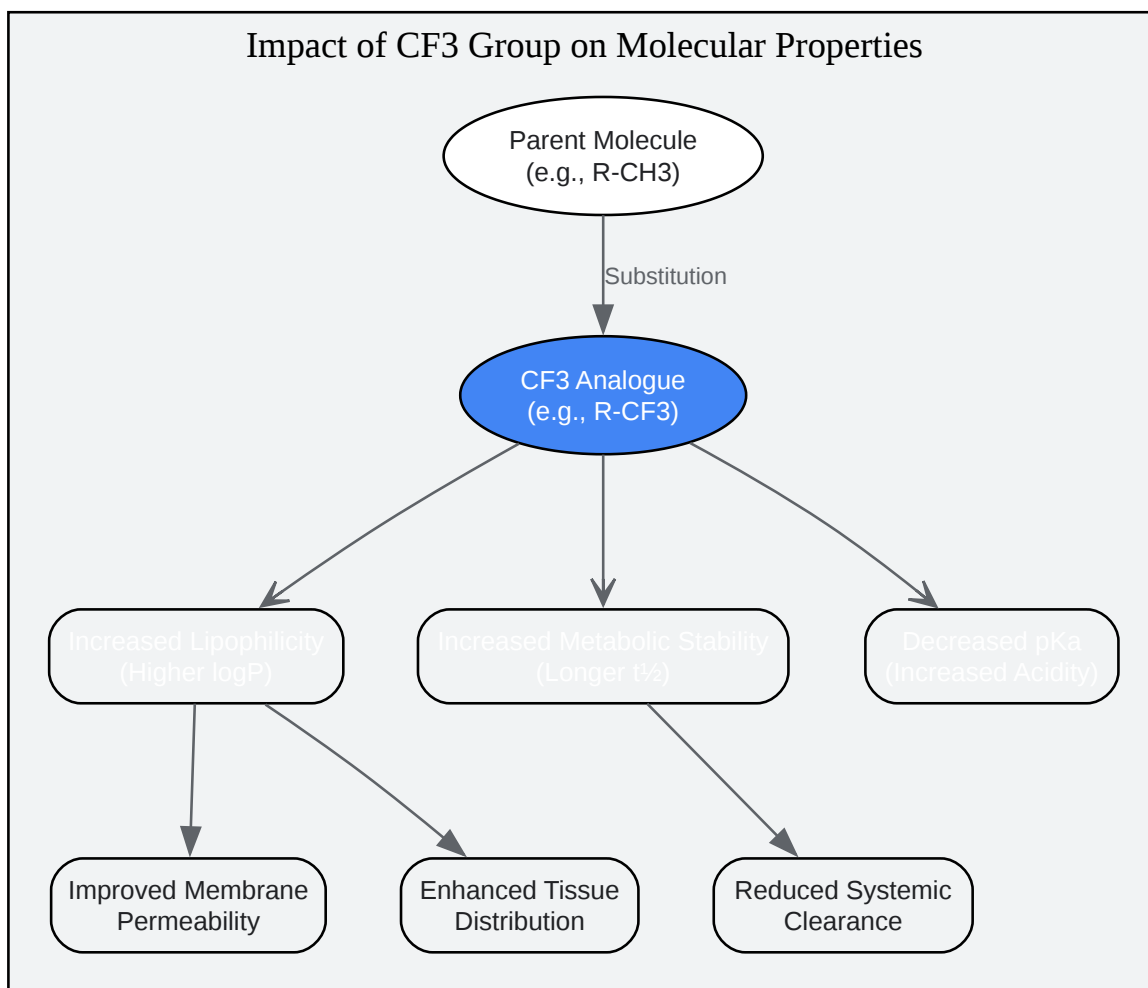 Impact of CF3 Group on Molecular Properties
Parent Molecule
(e.g., R-CH3)
Substitution
CF3 Analogue
(e.g., R-CF3)
Increased Lipophilicity
(Higher logP)
Increased Metabolic Stability
(Longer t½)
Decreased pKa
(Increased Acidity)
Improved Membrane
Permeability
Enhanced Tissue
Distribution
Reduced Systemic
Clearance